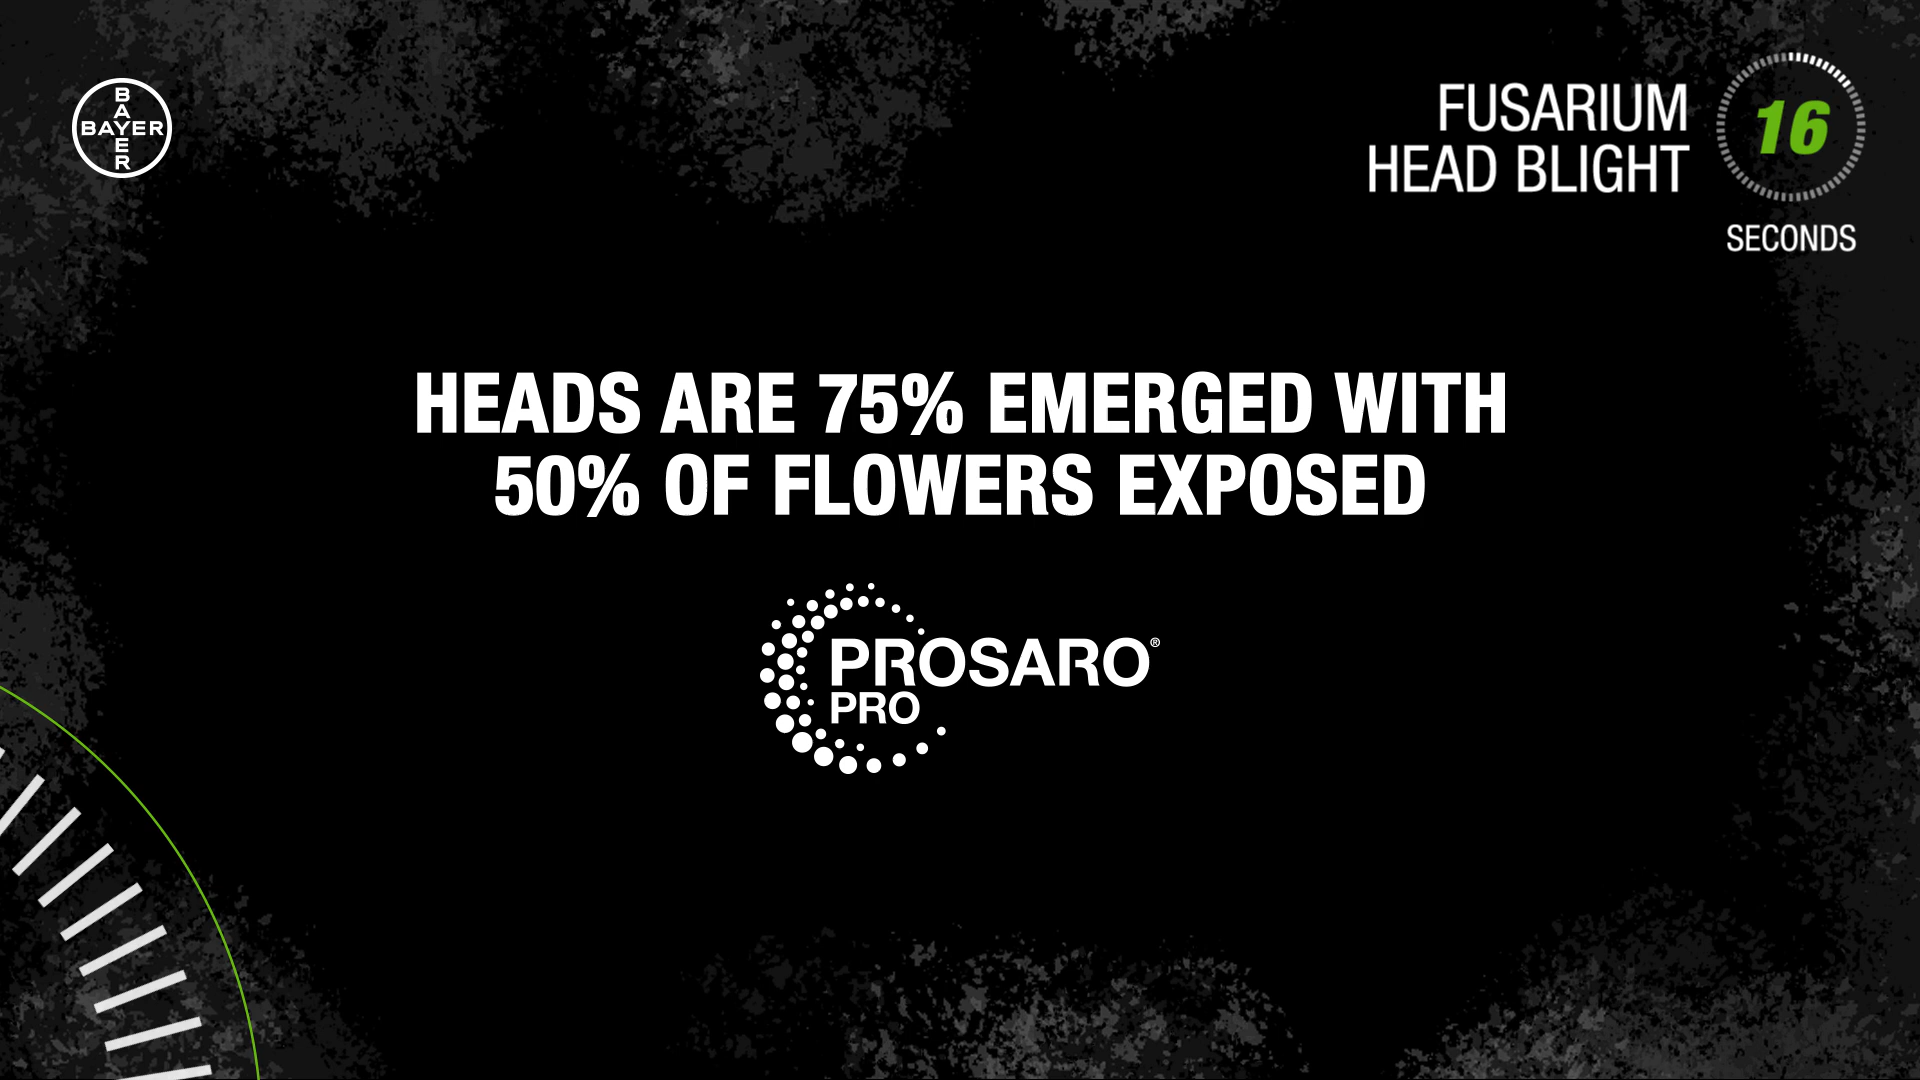 BAYER
BAYER
FUSARIUM
HEAD BLIGHT
16
SECONDS
HEADS ARE 75% EMERGED WITH
50% OF FLOWERS EXPOSED
PROSARO®
PRO